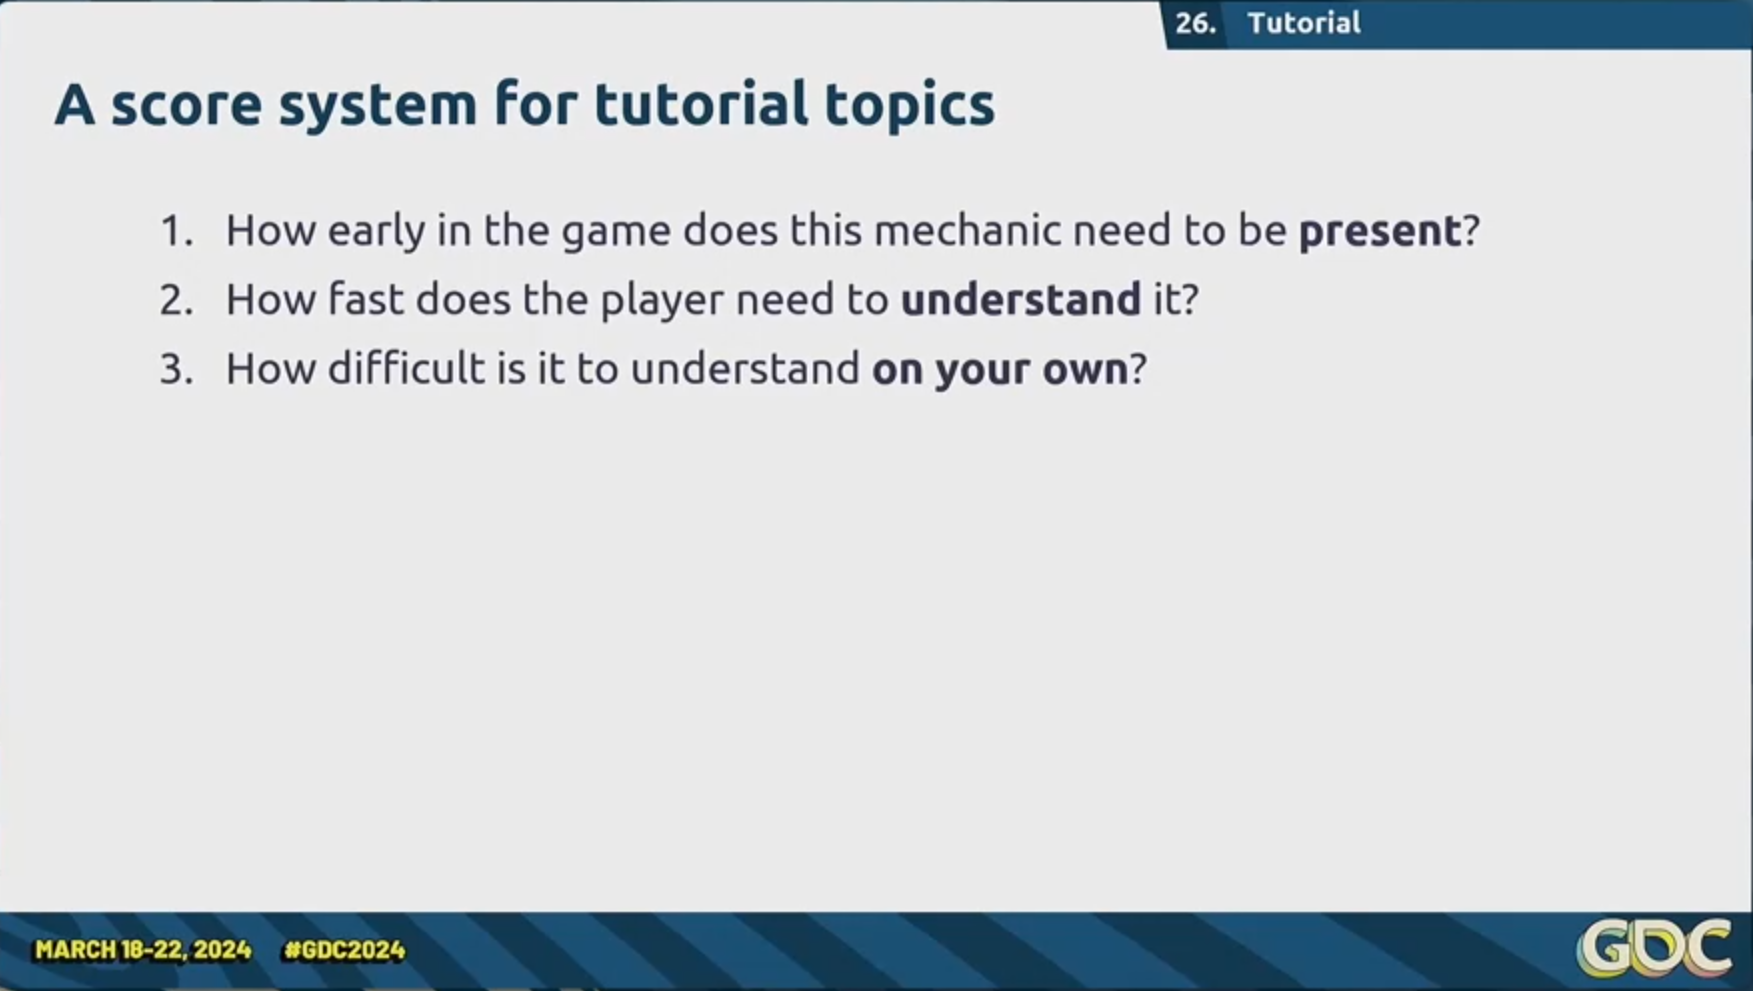 26. Tutorial
A score system for tutorial topics
1. How early in the game does this mechanic need to be present?
2. How fast does the player need to understand it?
3. How difficult is it to understand on your own?
MARCH 18-22, 2024 #GDC2024
GDC